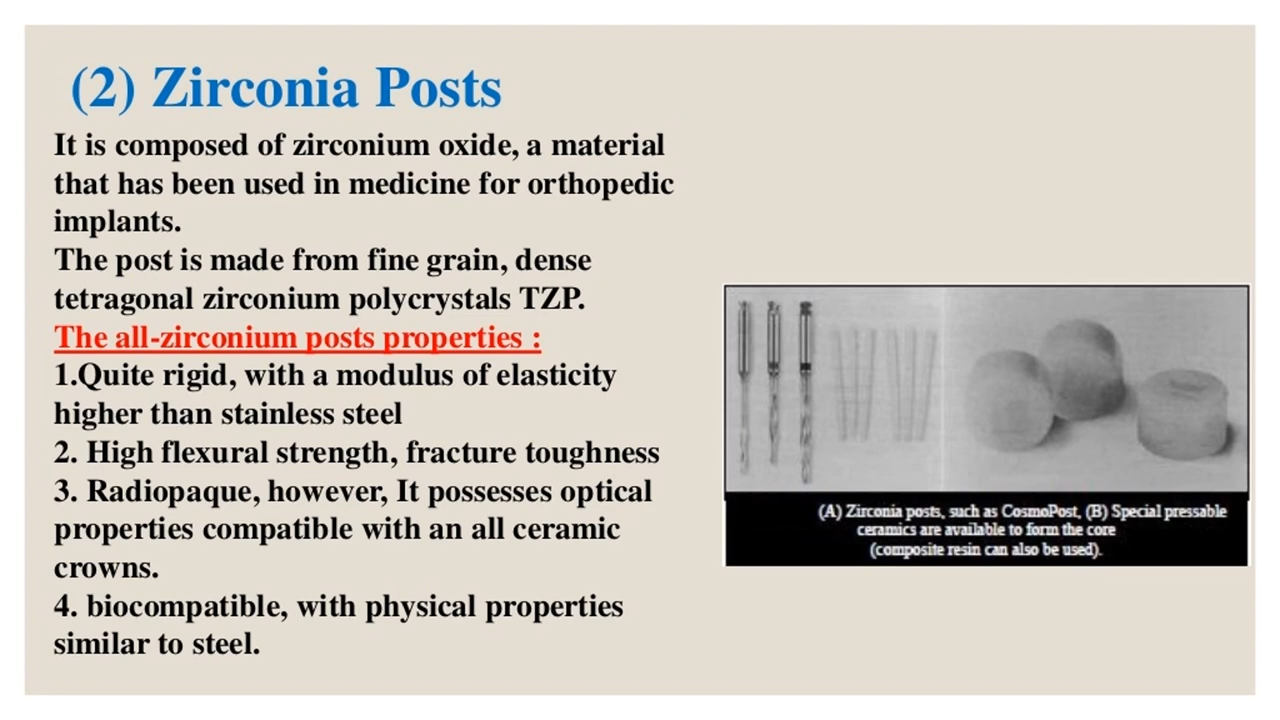 (2) Zirconia Posts
It is composed of zirconium oxide, a material
that has been used in medicine for orthopedic
implants.
The post is made from fine grain, dense
tetragonal zirconium polycrystals TZP.
The all-zirconium posts properties :
1.Quite rigid, with a modulus of elasticity
higher than stainless steel
2. High flexural strength, fracture toughness
3. Radiopaque, however, It possesses optical
properties compatible with an all ceramic
crowns.
4. biocompatible, with physical properties
similar to steel.
(A) Zirconia posts, such as CosmoPost, (B) Special pressable
ceramics are available to form the core
(composite resin can also be used).